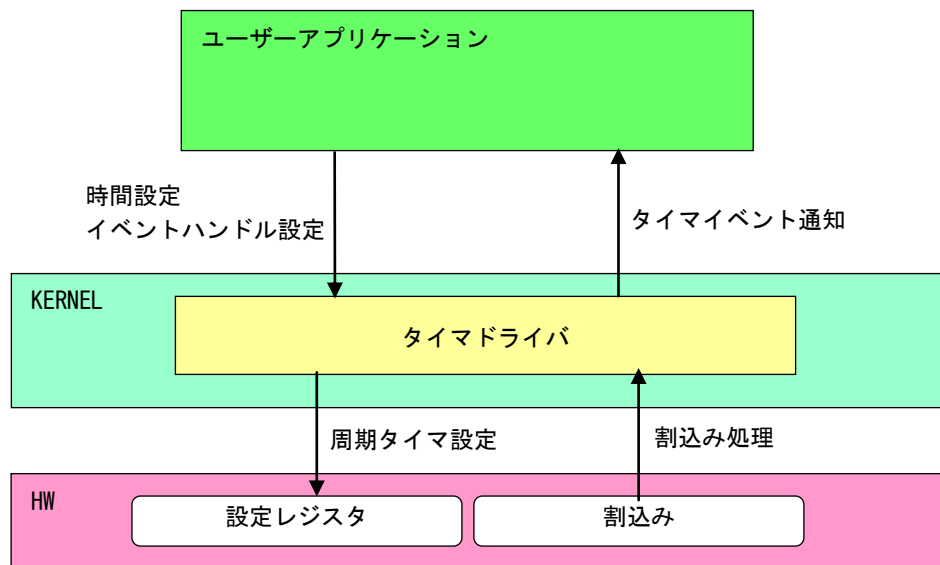 ユーザーアプリケーション
時間設定
イベントハンドル設定
タイマイベント通知
KERNEL
タイマドライバ
周期タイマ設定
割込み処理
HW
設定レジスタ
割込み